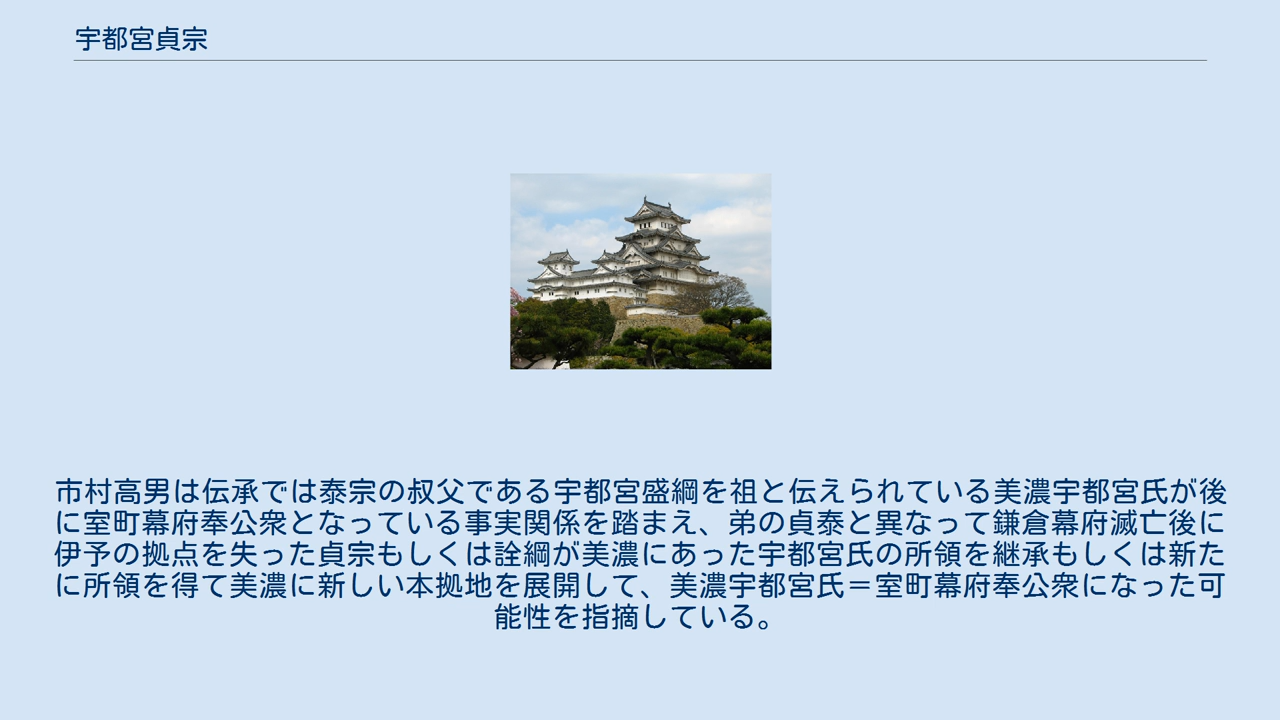 宇都宮貞宗
市村高男は伝承では泰宗の叔父である宇都宮盛綱を祖と伝えられている美濃宇都宮氏が後
に室町幕府奉公衆となっている事実関係を踏まえ、弟の貞泰と異なって鎌倉幕府滅亡後に
伊予の拠点を失った貞宗もしくは詮綱が美濃にあった宇都宮氏の所領を継承もしくは新た
に所領を得て美濃に新しい本拠地を展開して、美濃宇都宮氏＝室町幕府奉公衆になった可
能性を指摘している。